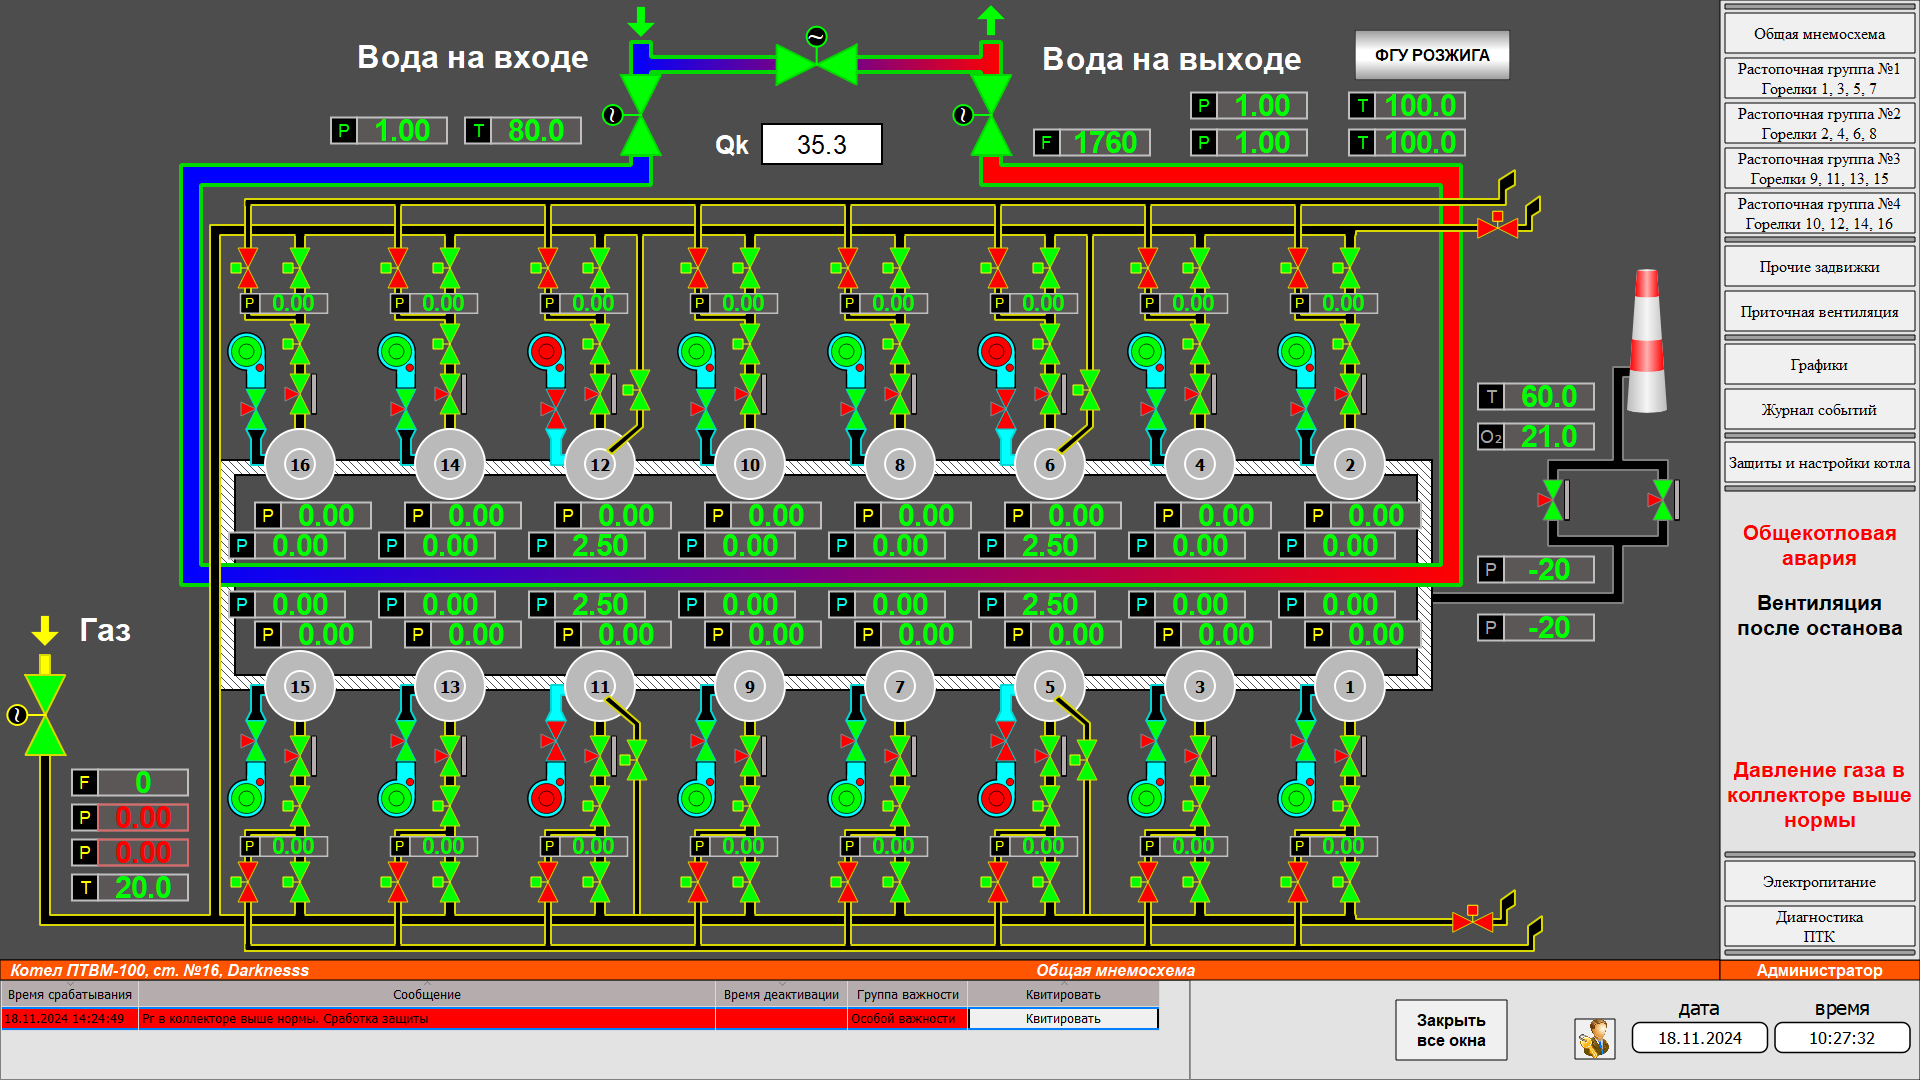 Вода на входе
Вода на выходе
ФГУ РОЗЖИГА
P 1.00
T 80.0
Qk 35.3
F 1760
P 1.00
T 100.0
P 1.00
T 100.0
P 0.00
P 0.00
P 0.00
P 0.00
P 0.00
P 0.00
P 0.00
P 0.00
16
14
12
10
8
6
4
2
P 0.00
P 0.00
P 0.00
P 0.00
P 0.00
P 0.00
P 0.00
P 0.00
P 0.00
P 0.00
P 2.50
P 0.00
P 0.00
P 2.50
P 0.00
P 0.00
P 0.00
P 0.00
P 2.50
P 0.00
P 0.00
P 2.50
P 0.00
P 0.00
P 0.00
P 0.00
P 0.00
P 0.00
P 0.00
P 0.00
P 0.00
P 0.00
15
13
11
9
7
5
3
1
P 0.00
P 0.00
P 0.00
P 0.00
P 0.00
P 0.00
P 0.00
P 0.00
T 60.0
O₂ 21.0
P -20
P -20
Газ
F 0
P 0.00
P 0.00
T 20.0
Общая мнемосхема
Растопочная группа №1
Горелки 1, 3, 5, 7
Растопочная группа №2
Горелки 2, 4, 6, 8
Растопочная группа №3
Горелки 9, 11, 13, 15
Растопочная группа №4
Горелки 10, 12, 14, 16
Прочие задвижки
Приточная вентиляция
Графики
Журнал событий
Защиты и настройки котла
Общекотловая
авария
Вентиляция
после останова
Давление газа в
коллекторе выше
нормы
Электропитание
Диагностика
ПТК
Котел ПТВМ-100, ст. №16, Darknesss
Общая мнемосхема
Администратор
Время срабатывания
Сообщение
Время деактивации
Группа важности
Квитировать
18.11.2024 14:24:49
Рг в коллекторе выше нормы. Сработка защиты
Особой важности
Квитировать
Закрыть
все окна
дата
время
18.11.2024
10:27:32